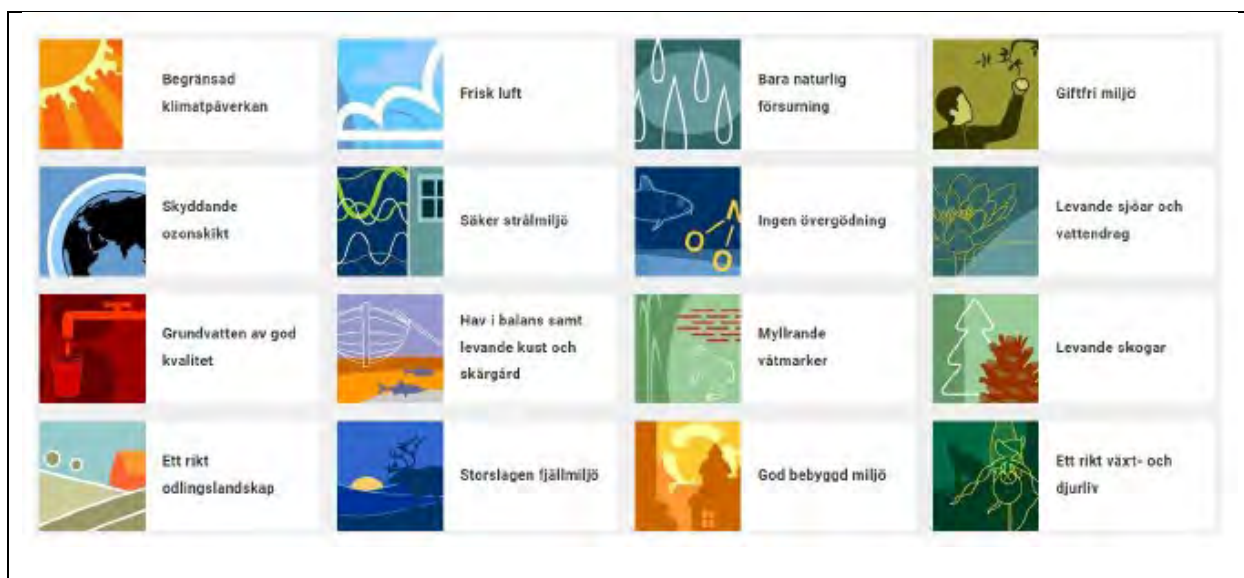 Begränsad
klimatpåverkan
Frisk luft
Bara naturlig
försurning
Giftfri miljö
Skyddande
ozonskikt
Säker strålmiljö
Ingen övergödning
Levande sjöar och
vattendrag
Grundvatten av god
kvalitet
Hav i balans samt
levande kust och
skärgård
Myllrande
våtmarker
Levande skogar
Ett rikt
odlingslandskap
Storslagen fjällmiljö
God bebyggd miljö
Ett rikt växt- och
djurliv